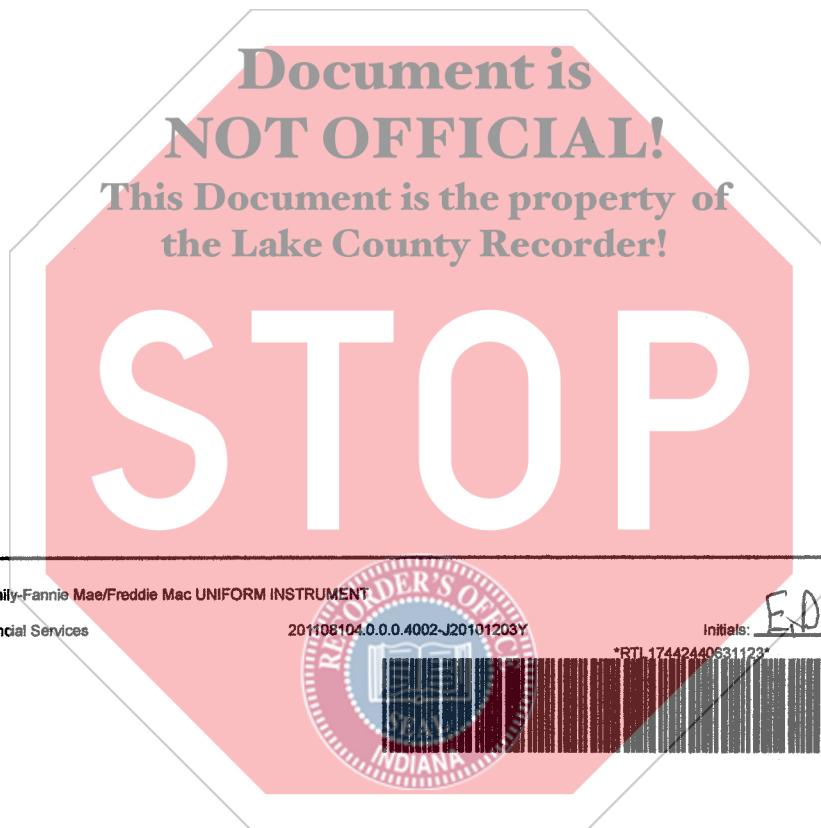 Document is
NOT OFFICIAL!
This Document is the property of
the Lake County Recorder!
STOP
ily-Fannie Mae/Freddie Mac UNIFORM INSTRUMENT
ncial Services 201108104.0.0.0.4002-J20101203Y Initials: E.D
*RTL17442440631123*
RECORDER'S OFFICE
SEAL
INDIANA